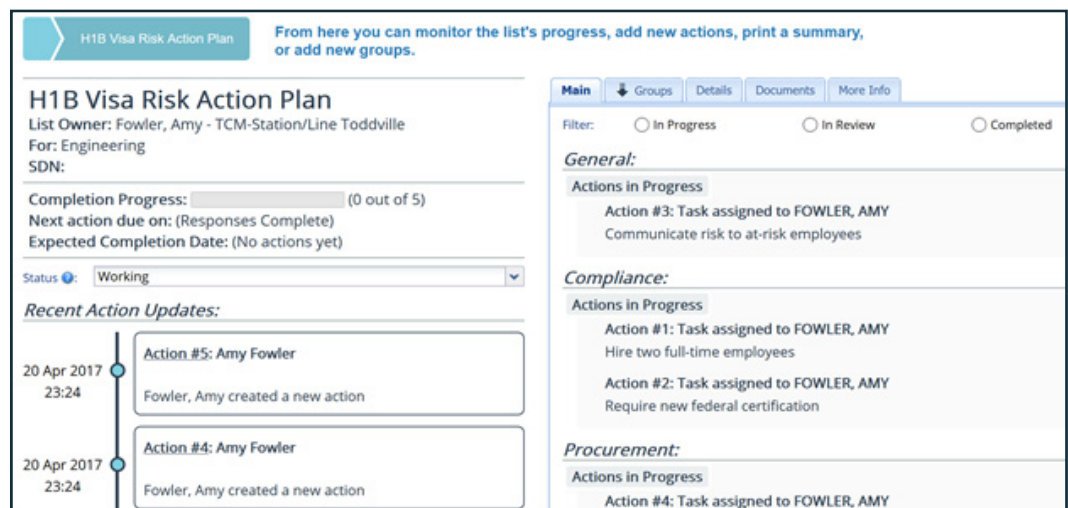 H1B Visa Risk Action Plan
From here you can monitor the list's progress, add new actions, print a summary,
or add new groups.
H1B Visa Risk Action Plan
List Owner: Fowler, Amy - TCM-Station/Line Toddville
For: Engineering
SDN:
Completion Progress: (0 out of 5)
Next action due on: (Responses Complete)
Expected Completion Date: (No actions yet)
Status ?: Working
Recent Action Updates:
20 Apr 2017
23:24
Action #5: Amy Fowler
Fowler, Amy created a new action
20 Apr 2017
23:24
Action #4: Amy Fowler
Fowler, Amy created a new action
Main Groups Details Documents More Info
Filter: In Progress In Review Completed
General:
Actions in Progress
Action #3: Task assigned to FOWLER, AMY
Communicate risk to at-risk employees
Compliance:
Actions in Progress
Action #1: Task assigned to FOWLER, AMY
Hire two full-time employees
Action #2: Task assigned to FOWLER, AMY
Require new federal certification
Procurement:
Actions in Progress
Action #4: Task assigned to FOWLER, AMY